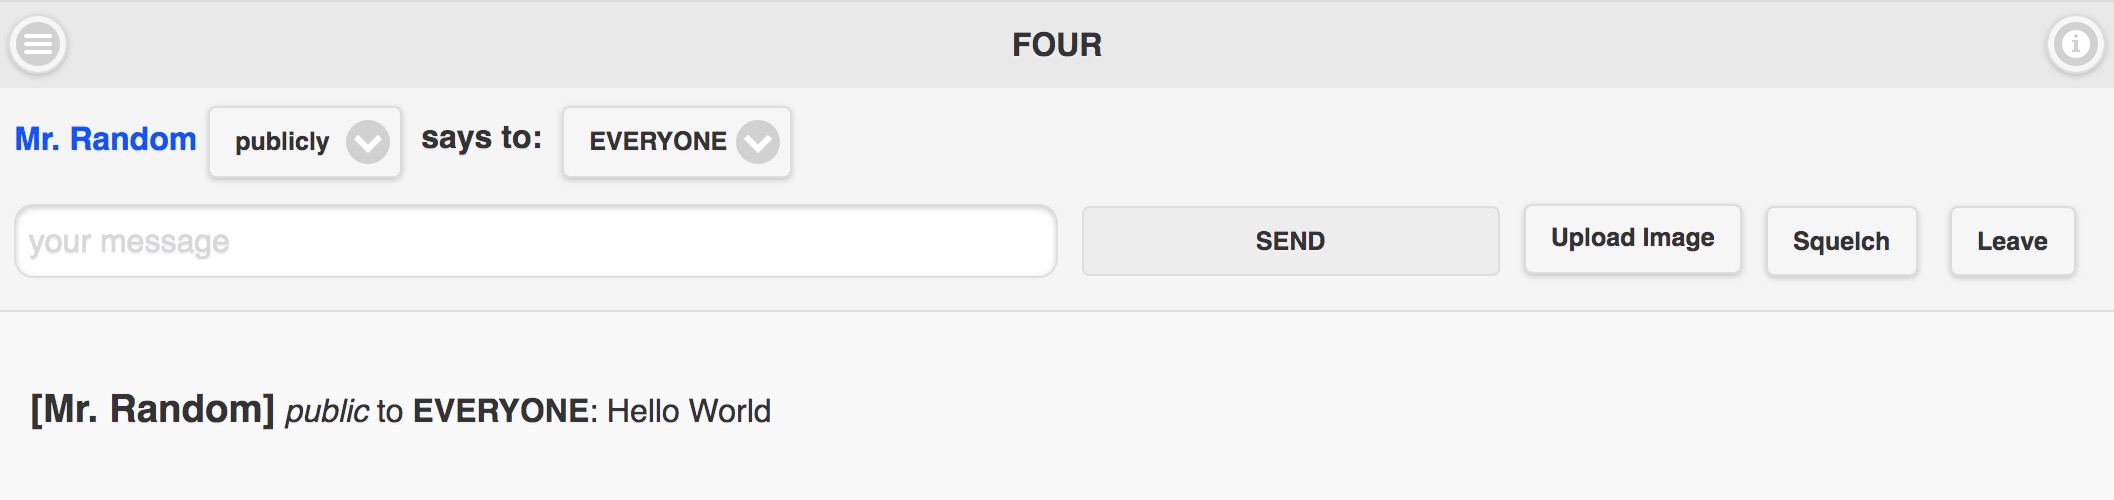 FOUR
Mr. Random publicly says to: EVERYONE
your message SEND Upload Image Squelch Leave
[Mr. Random] public to EVERYONE: Hello World